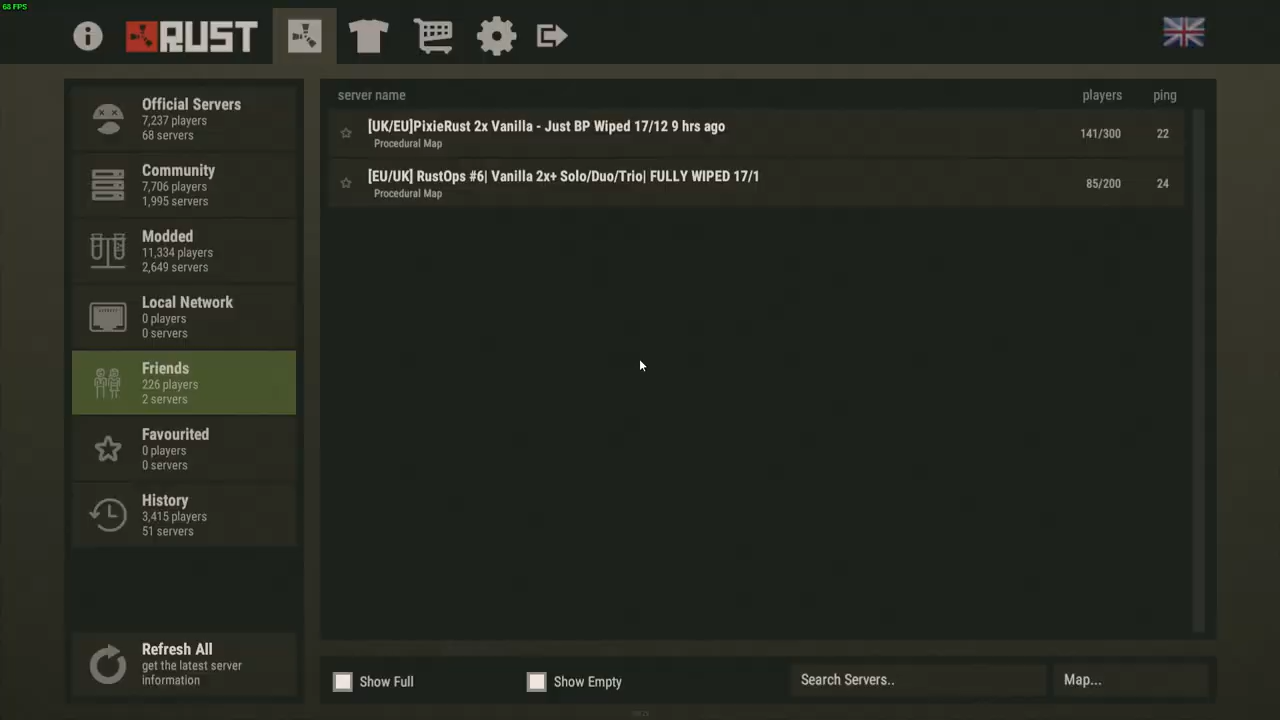 68 FPS
RUST
Official Servers
7,237 players
68 servers
Community
7,706 players
1,995 servers
Modded
11,334 players
2,649 servers
Local Network
0 players
0 servers
Friends
226 players
2 servers
Favourited
0 players
0 servers
History
3,415 players
51 servers
Refresh All
get the latest server
information
server name players ping
[UK/EU]PixieRust 2x Vanilla - Just BP Wiped 17/12 9 hrs ago 141/300 22
Procedural Map
[EU/UK] RustOps #6| Vanilla 2x+ Solo/Duo/Trio| FULLY WIPED 17/1 85/200 24
Procedural Map
Show Full Show Empty Search Servers.. Map...